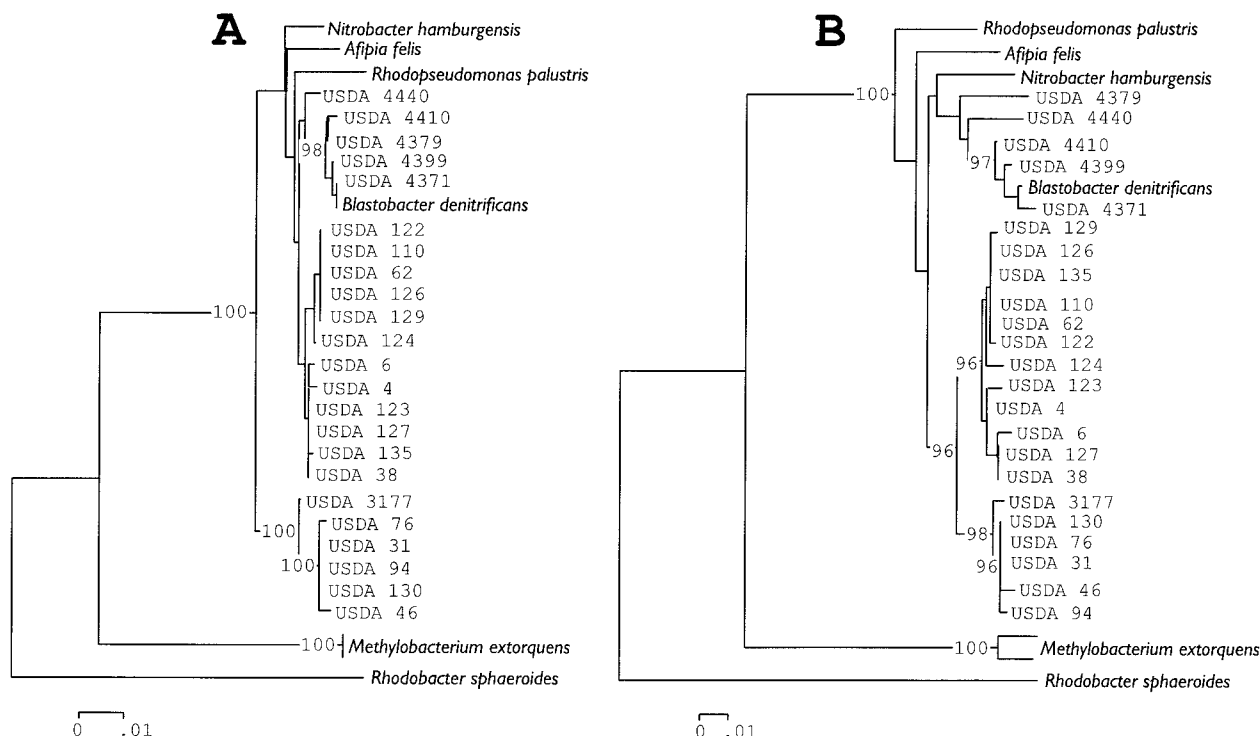 A
Nitrobacter hamburgensis
Afipia felis
Rhodopseudomonas palustris
USDA 4440
USDA 4410
USDA 4379
98
USDA 4399
USDA 4371
Blastobacter denitrificans
USDA 122
USDA 110
USDA 62
USDA 126
USDA 129
100
USDA 124
USDA 6
USDA 4
USDA 123
USDA 127
USDA 135
USDA 38
USDA 3177
100
USDA 76
USDA 31
100
USDA 94
USDA 130
USDA 46
100
Methylobacterium extorquens
Rhodobacter sphaeroides
0 .01
B
Rhodopseudomonas palustris
Afipia felis
Nitrobacter hamburgensis
100
USDA 4379
USDA 4440
USDA 4410
97
USDA 4399
Blastobacter denitrificans
USDA 4371
USDA 129
USDA 126
USDA 135
USDA 110
USDA 62
USDA 122
96
USDA 124
USDA 123
USDA 4
USDA 6
96
USDA 127
USDA 38
USDA 3177
USDA 130
98
USDA 76
USDA 31
96
USDA 46
USDA 94
100
Methylobacterium extorquens
Rhodobacter sphaeroides
0 .01